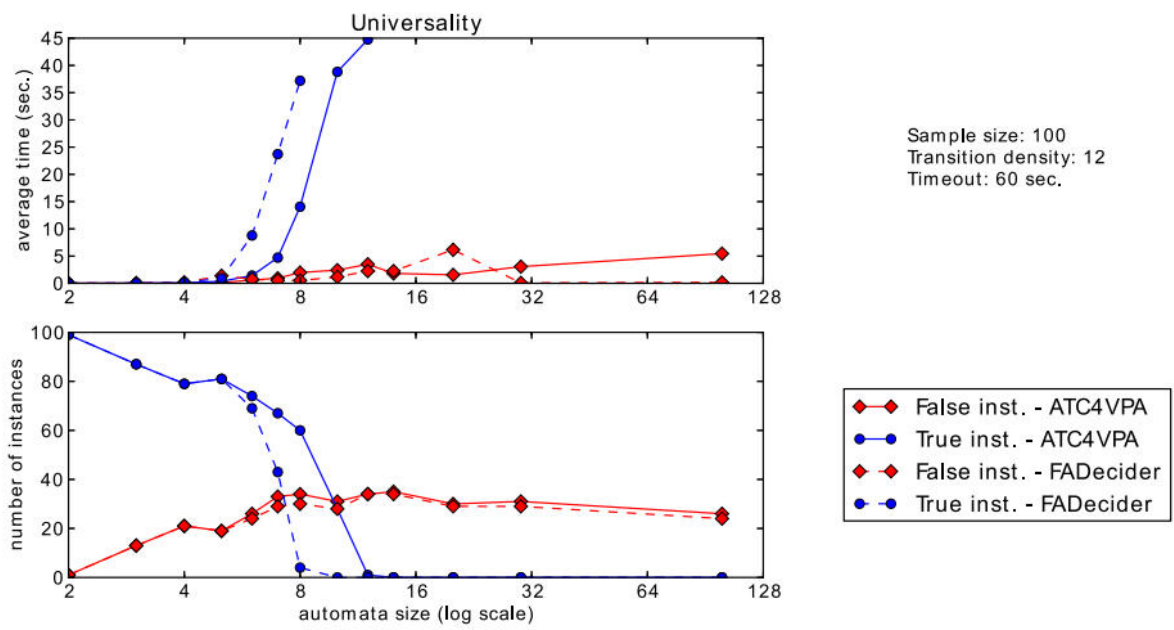 Universality
45
40
35
30
25
20
15
10
5
0
average time (sec.)
2 4 8 16 32 64 128
Sample size: 100
Transition density: 12
Timeout: 60 sec.
100
80
60
40
20
0
number of instances
2 4 8 16 32 64 128
automata size (log scale)
False inst. - ATC4VPA
True inst. - ATC4VPA
False inst. - FADecider
True inst. - FADecider